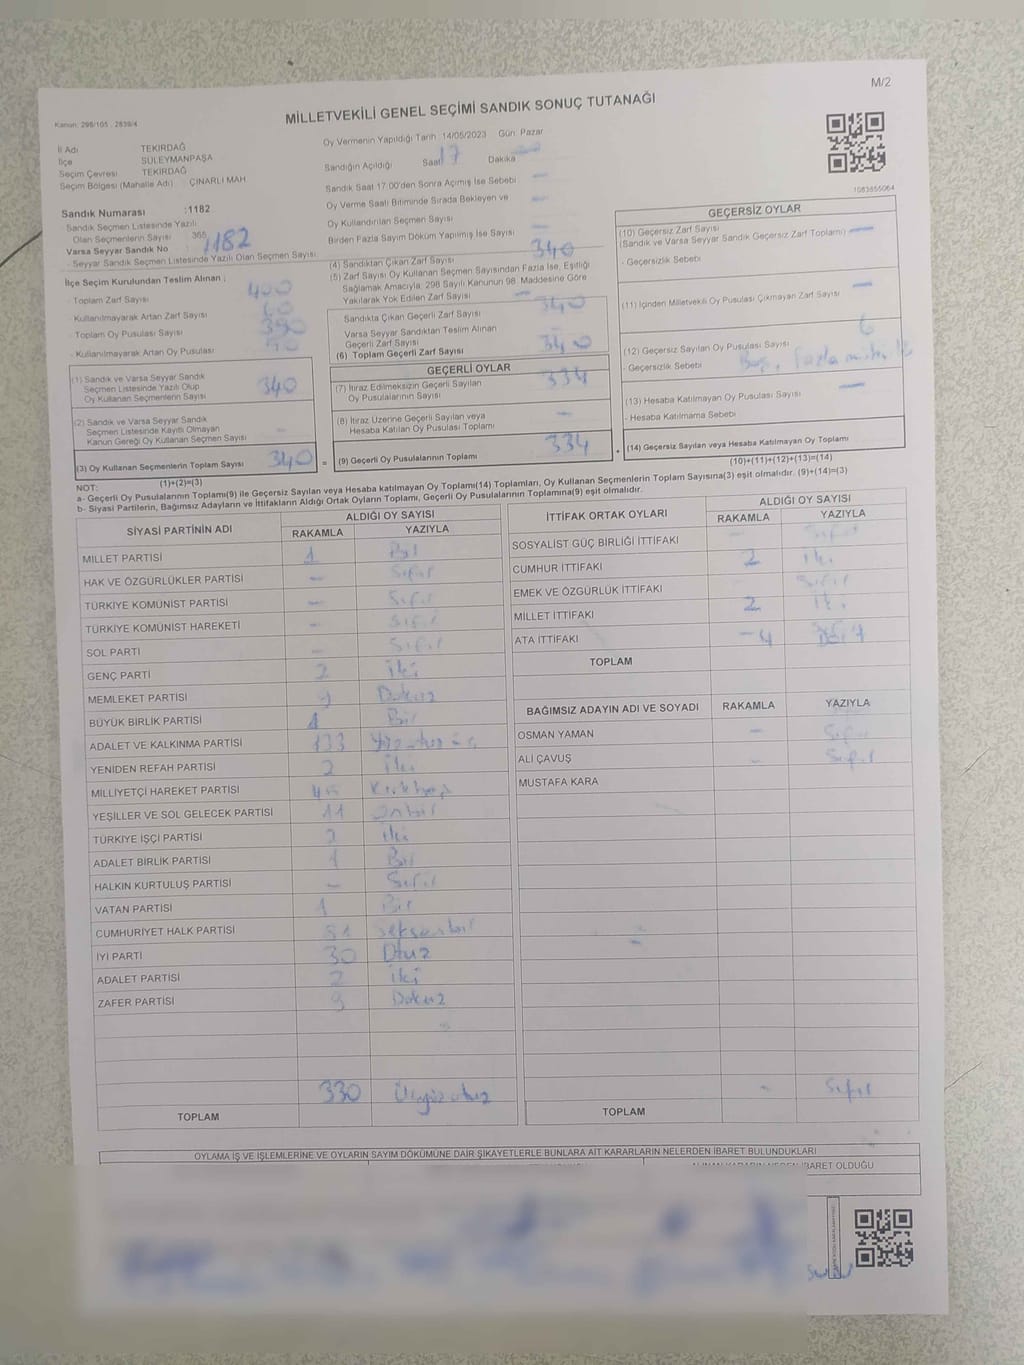 M/2
MİLLETVEKİLİ GENEL SEÇİMİ SANDIK SONUÇ TUTANAĞI
Kanun: 298/105 , 2839/4
İl Adı TEKİRDAĞ
İlçe SÜLEYMANPAŞA
Seçim Çevresi TEKİRDAĞ
Seçim Bölgesi (Mahalle Adı) ÇINARLI MAH.
Sandık Numarası :1182
Sandık Seçmen Listesinde Yazılı
Olan Seçmenlerin Sayısı 365
Varsa Seyyar Sandık No 1182
- Seyyar Sandık Seçmen Listesinde Yazılı Olan Seçmen Sayısı
İlçe Seçim Kurulundan Teslim Alınan ;
- Toplam Zarf Sayısı 400
- Kullanılmayarak Artan Zarf Sayısı 60
- Toplam Oy Pusulası Sayısı 390
- Kullanılmayarak Artan Oy Pusulası 50
(1) Sandık ve Varsa Seyyar Sandık
Seçmen Listesinde Yazılı Olup
Oy Kullanan Seçmenlerin Sayısı 340
(2) Sandık ve Varsa Seyyar Sandık
Seçmen Listesinde Kayıtlı Olmayan
Kanun Gereği Oy Kullanan Seçmen Sayısı -
(3) Oy Kullanan Seçmenlerin Toplam Sayısı 340 =
(1)+(2)=(3)
Oy Vermenin Yapıldığı Tarih 14/05/2023 Gün: Pazar
Sandığın Açıldığı Saat 17 Dakika
Sandık Saat 17:00'den Sonra Açımış İse Sebebi -
Oy Verme Saati Bitiminde Sırada Bekleyen ve -
Oy Kullandırılan Seçmen Sayısı -
Birden Fazla Sayım Döküm Yapılmış İse Sayısı -
(4) Sandıktan Çıkan Zarf Sayısı 340
(5) Zarf Sayısı Oy Kullanan Seçmen Sayısından Fazla İse, Eşitliği
Sağlamak Amacıyla, 298 Sayılı Kanunun 98. Maddesine Göre
Yakılarak Yok Edilen Zarf Sayısı -
Sandıkta Çıkan Geçerli Zarf Sayısı 340
Varsa Seyyar Sandıktan Teslim Alınan
Geçerli Zarf Sayısı -
(6) Toplam Geçerli Zarf Sayısı 340
GEÇERLİ OYLAR
(7) İtiraz Edilmeksizin Geçerli Sayılan
Oy Pusulalarının Sayısı 334
(8) İtiraz Üzerine Geçerli Sayılan veya
Hesaba Katılan Oy Pusulası Toplamı -
(9) Geçerli Oy Pusulalarının Toplamı 334 +
1083855064
GEÇERSİZ OYLAR
(10) Geçersiz Zarf Sayısı
(Sandık ve Varsa Seyyar Sandık Geçersiz Zarf Toplamı) -
- Geçersizlik Sebebi
(11) İçinden Milletvekili Oy Pusulası Çıkmayan Zarf Sayısı -
(12) Geçersiz Sayılan Oy Pusulası Sayısı 6
- Geçersizlik Sebebi Boş, fazla
(13) Hesaba Katılmayan Oy Pusulası Sayısı -
- Hesaba Katılmama Sebebi
(14) Geçersiz Sayılan veya Hesaba Katılmayan Oy Toplamı
(10)+(11)+(12)+(13)=(14)
NOT:
a- Geçerli Oy Pusulalarının Toplamı(9) ile Geçersiz Sayılan veya Hesaba katılmayan Oy Toplamı(14) Toplamları, Oy Kullanan Seçmenlerin Toplam Sayısına(3) eşit olmalıdır. (9)+(14)=(3)
b- Siyasi Partilerin, Bağımsız Adayların ve İttifakların Aldığı Ortak Oyların Toplamı, Geçerli Oy Pusulalarının Toplamına(9) eşit olmalıdır.
SİYASİ PARTİNİN ADI ALDIĞI OY SAYISI
RAKAMLA YAZIYLA
MİLLET PARTİSİ 1 Bir
HAK VE ÖZGÜRLÜKLER PARTİSİ - Sıfır
TÜRKİYE KOMÜNİST PARTİSİ - Sıfır
TÜRKİYE KOMÜNİST HAREKETİ - Sıfır
SOL PARTİ - Sıfır
GENÇ PARTİ 2 İki
MEMLEKET PARTİSİ 9 Dokuz
BÜYÜK BİRLİK PARTİSİ 1 Bir
ADALET VE KALKINMA PARTİSİ 133 Yüzotuz üç
YENİDEN REFAH PARTİSİ 2 İki
MİLLİYETÇİ HAREKET PARTİSİ 45 Kırkbeş
YEŞİLLER VE SOL GELECEK PARTİSİ 11 Onbir
TÜRKİYE İŞÇİ PARTİSİ 2 İki
ADALET BİRLİK PARTİSİ 1 Bir
HALKIN KURTULUŞ PARTİSİ - Sıfır
VATAN PARTİSİ 1 Bir
CUMHURİYET HALK PARTİSİ 81 Seksenbir
İYİ PARTİ 30 Otuz
ADALET PARTİSİ 2 İki
ZAFER PARTİSİ 9 Dokuz
330 Üçyüz otuz
TOPLAM
İTTİFAK ORTAK OYLARI ALDIĞI OY SAYISI
RAKAMLA YAZIYLA
SOSYALİST GÜÇ BİRLİĞİ İTTİFAKI - Sıfır
CUMHUR İTTİFAKI 2 İki
EMEK VE ÖZGÜRLÜK İTTİFAKI Sıfır
MİLLET İTTİFAKI 2 İki
ATA İTTİFAKI - 4
TOPLAM
BAĞIMSIZ ADAYIN ADI VE SOYADI RAKAMLA YAZIYLA
OSMAN YAMAN - Sıfır
ALİ ÇAVUŞ - Sıfır
MUSTAFA KARA
- Sıfır
TOPLAM
OYLAMA İŞ VE İŞLEMLERİNE VE OYLARIN SAYIM DÖKÜMÜNE DAİR ŞİKAYETLERLE BUNLARA AİT KARARLARIN NELERDEN İBARET BULUNDUKLARI